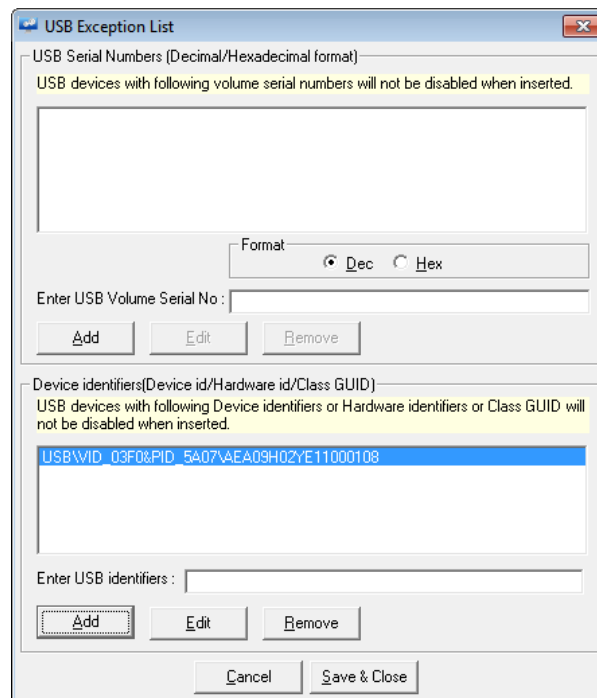 USB Exception List
USB Serial Numbers (Decimal/Hexadecimal format)
USB devices with following volume serial numbers will not be disabled when inserted.
Format
Dec Hex
Enter USB Volume Serial No :
Add Edit Remove
Device identifiers(Device id/Hardware id/Class GUID)
USB devices with following Device identifiers or Hardware identifiers or Class GUID will
not be disabled when inserted.
USB\VID_03F0&PID_5A07\AEA09H02YE11000108
Enter USB identifiers :
Add Edit Remove
Cancel Save & Close